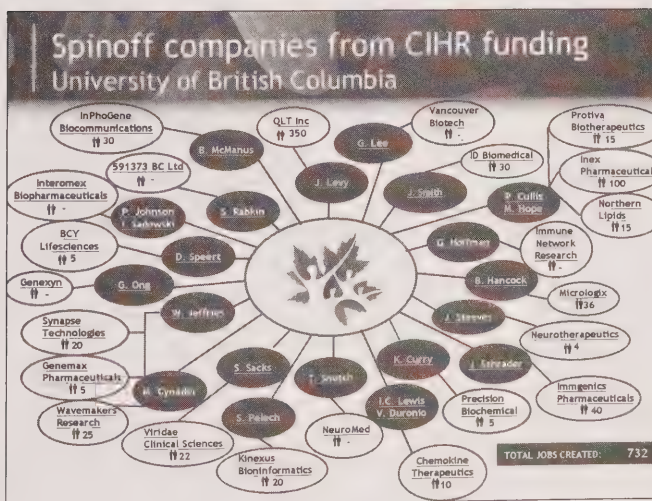 Spinoff companies from CIHR funding
University of British Columbia
InPhoGene
Biocommunications
30
B. McManus
QLT Inc
350
J. Levy
Vancouver
Biotech
-
G. Lee
ID Biomedical
30
J. Smith
Protiva
Biotherapeutics
15
Inex
Pharmaceutical
100
Northern
Lipids
15
P. Cullis
M. Hope
591373 BC Ltd
-
S. Rabkin
Interomex
Biopharmaceuticals
-
P. Johnson
I. Sadowski
BCY
Lifesciences
5
D. Speert
Genexyn
-
G. Ong
G. Hoffman
Immune
Network
Research
-
B. Hancock
Micrologix
36
J. Steeves
Neurotherapeutics
4
J. Schrader
Immgenics
Pharmaceuticals
40
W. Jeffries
Synapse
Technologies
20
Genemax
Pharmaceuticals
5
Wavemakers
Research
25
M. Cynader
S. Sacks
Viridae
Clinical Sciences
22
S. Pelech
Kinexus
Bioninformatics
20
T. Snutch
NeuroMed
-
I.C. Lewis
V. Duronio
Chemokine
Therapeutics
10
K. Curry
Precision
Biochemical
5
TOTAL JOBS CREATED: 732